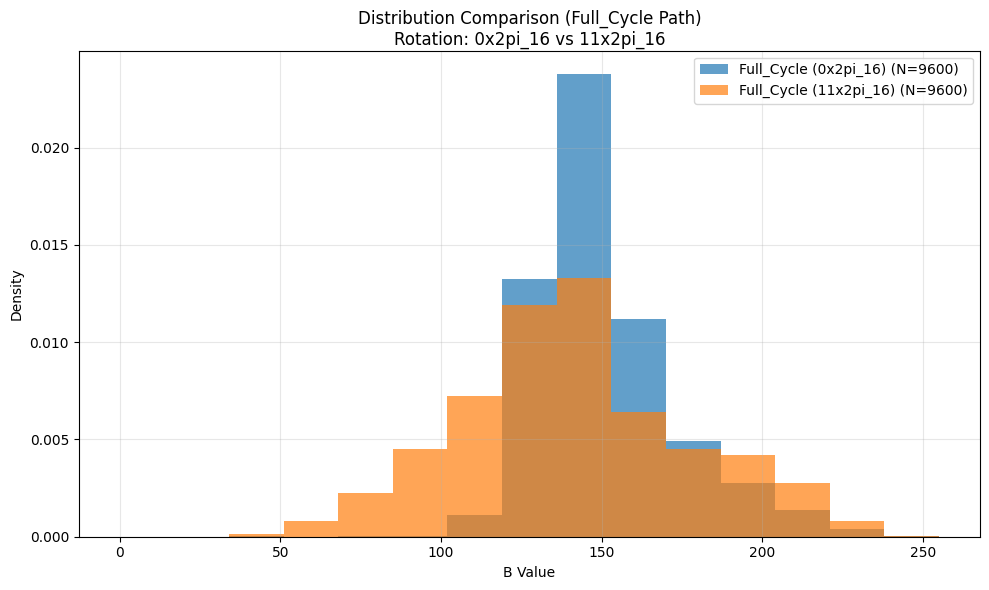 Distribution Comparison (Full_Cycle Path)
Rotation: 0x2pi_16 vs 11x2pi_16
Full_Cycle (0x2pi_16) (N=9600)
Full_Cycle (11x2pi_16) (N=9600)
Density
0.020
0.015
0.010
0.005
0.000
0
50
100
150
200
250
B Value